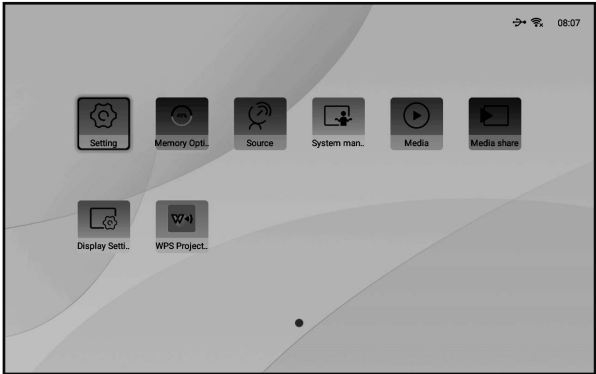 08:07
Setting
Memory Opti..
Source
System man..
Media
Media share
Display Setti..
W
WPS Project..